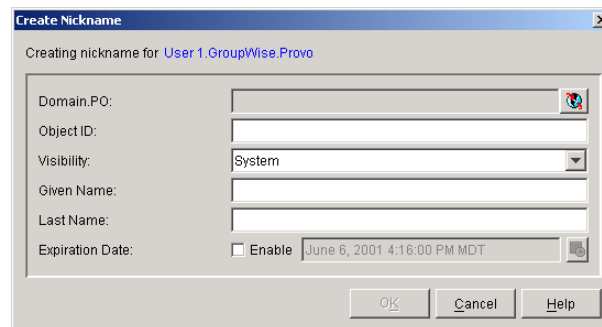 Create Nickname
Creating nickname for User 1.GroupWise.Provo
Domain.PO:
Object ID:
Visibility: System
Given Name:
Last Name:
Expiration Date: Enable June 6, 2001 4:16:00 PM MDT
OK Cancel Help